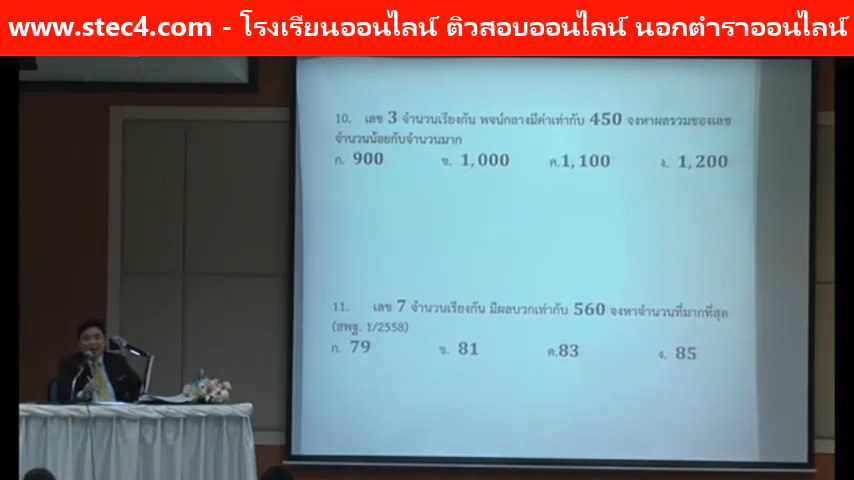 www.stec4.com - โรงเรียนออนไลน์ ติวสอบออนไลน์ นอกตำราออนไลน์
10. เลข 3 จำนวนเรียงกัน พจน์กลางมีค่าเท่ากับ 450 จงหาผลรวมของเลข
จำนวนน้อยกับจำนวนมาก
ก. 900 ข. 1,000 ค.1,100 ง. 1,200
11. เลข 7 จำนวนเรียงกัน มีผลบวกเท่ากับ 560 จงหาจำนวนที่มากที่สุด
(สพฐ. 1/2558)
ก. 79 ข. 81 ค.83 ง. 85